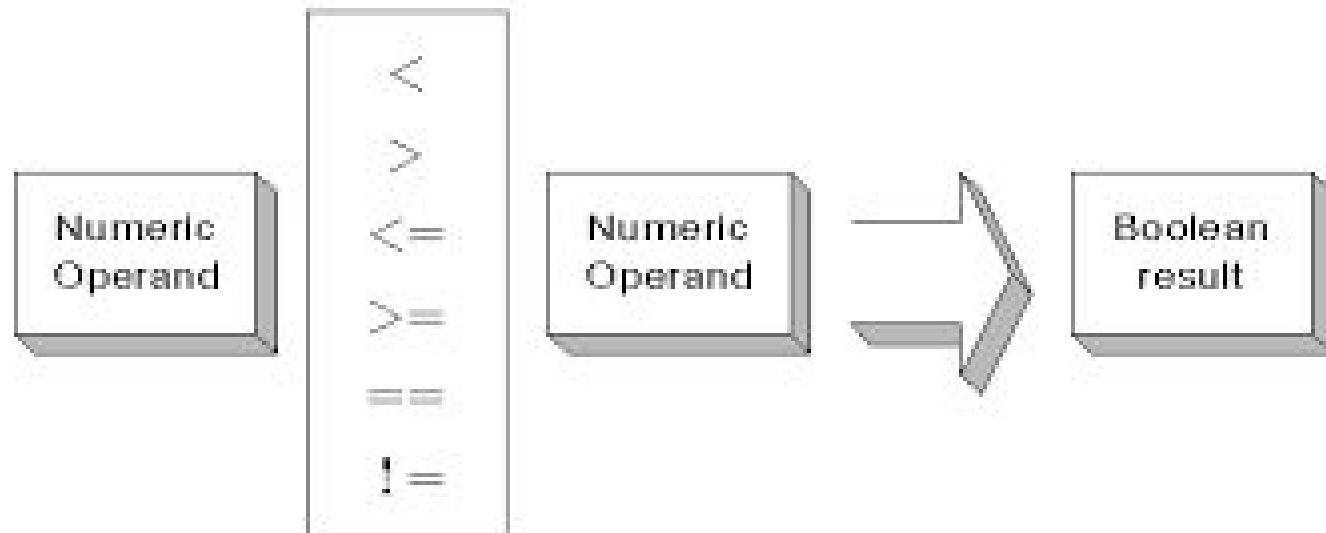 Numeric
Operand
<
>
<=
>=
==
!=
Numeric
Operand
Boolean
result